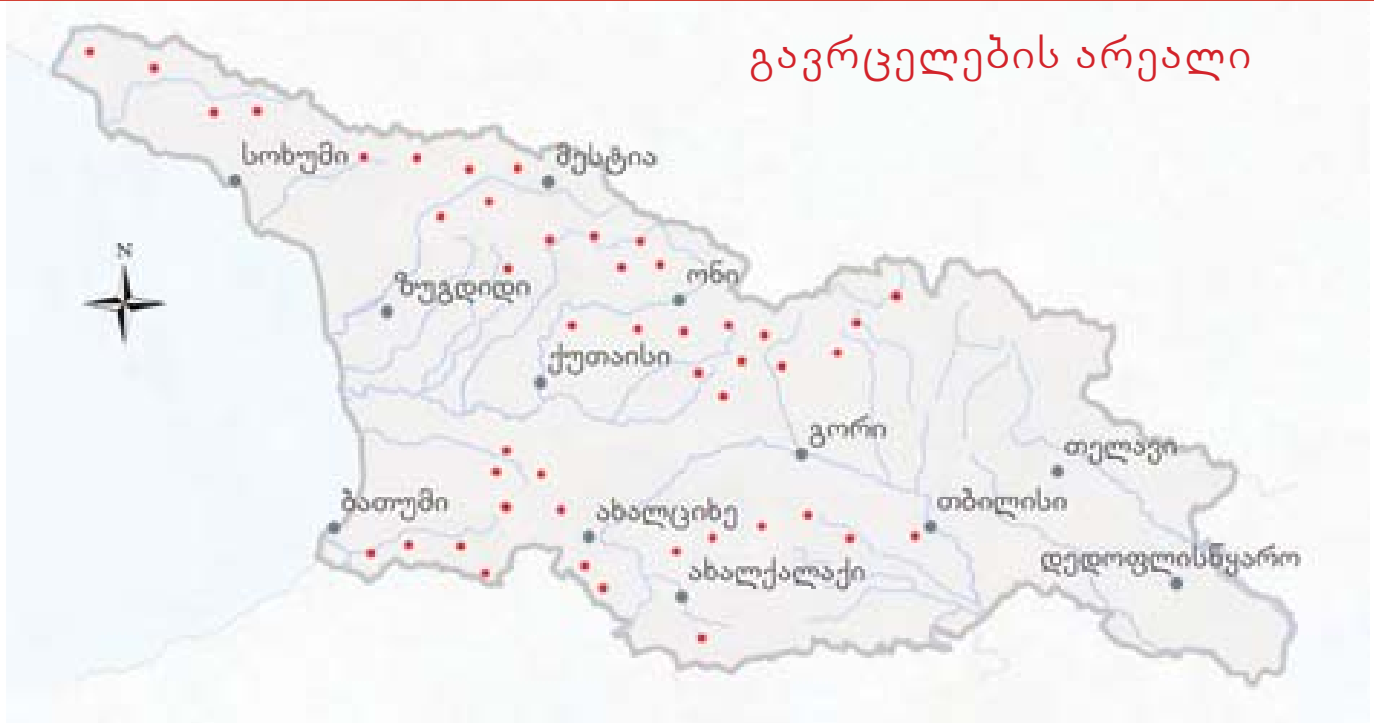 გავრცელების არეალი
სოხუმი
მესტია
N
ზუგდიდი
ონი
ქუთაისი
გორი
თელავი
ბათუმი
ახალციხე
თბილისი
დედოფლისწყარო
ახალქალაქი